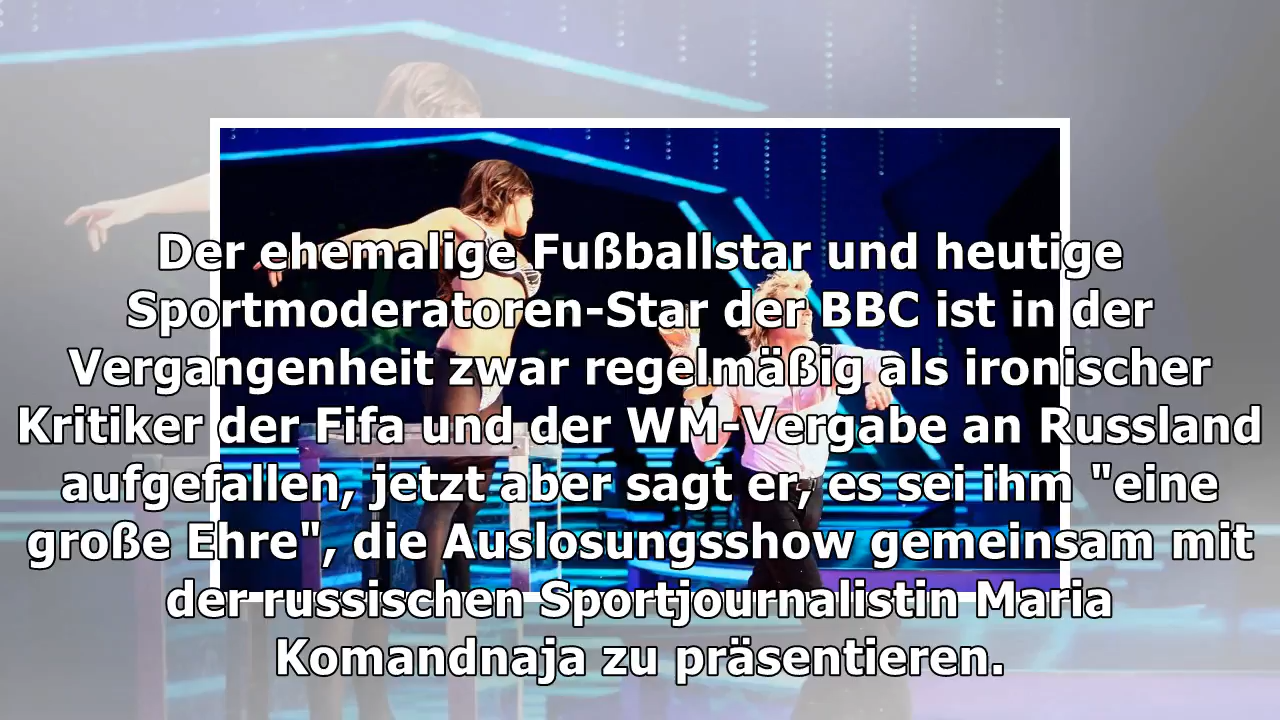 Der ehemalige Fußballstar und heutige
Sportmoderatoren-Star der BBC ist in der
Vergangenheit zwar regelmäßig als ironischer
Kritiker der Fifa und der WM-Vergabe an Russland
aufgefallen, jetzt aber sagt er, es sei ihm "eine
große Ehre", die Auslosungsshow gemeinsam mit
der russischen Sportjournalistin Maria
Komandnaja zu präsentieren.